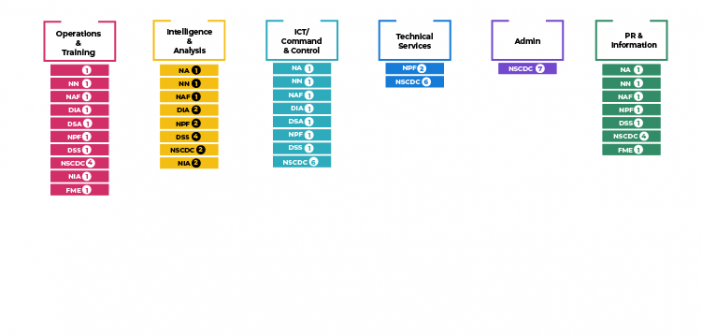 Operations
&
Training
1
NN 1
NAF 1
DIA 1
DSA 1
NPF 1
DSS 1
NSCDC 4
NIA 1
FME 1
Intelligence
&
Analysis
NA 1
NN 1
NAF 1
DIA 2
NPF 2
DSS 4
NSCDC 2
NIA 2
ICT/
Command
& Control
NA 1
NN 1
NAF 1
DIA 1
DSA 1
NPF 1
DSS 1
NSCDC 6
Technical
Services
NPF 2
NSCDC 4
Admin
NSCDC 7
PR &
Information
NA 1
NN 1
NAF 1
NPF 1
DSS 1
NSCDC 4
FME 1